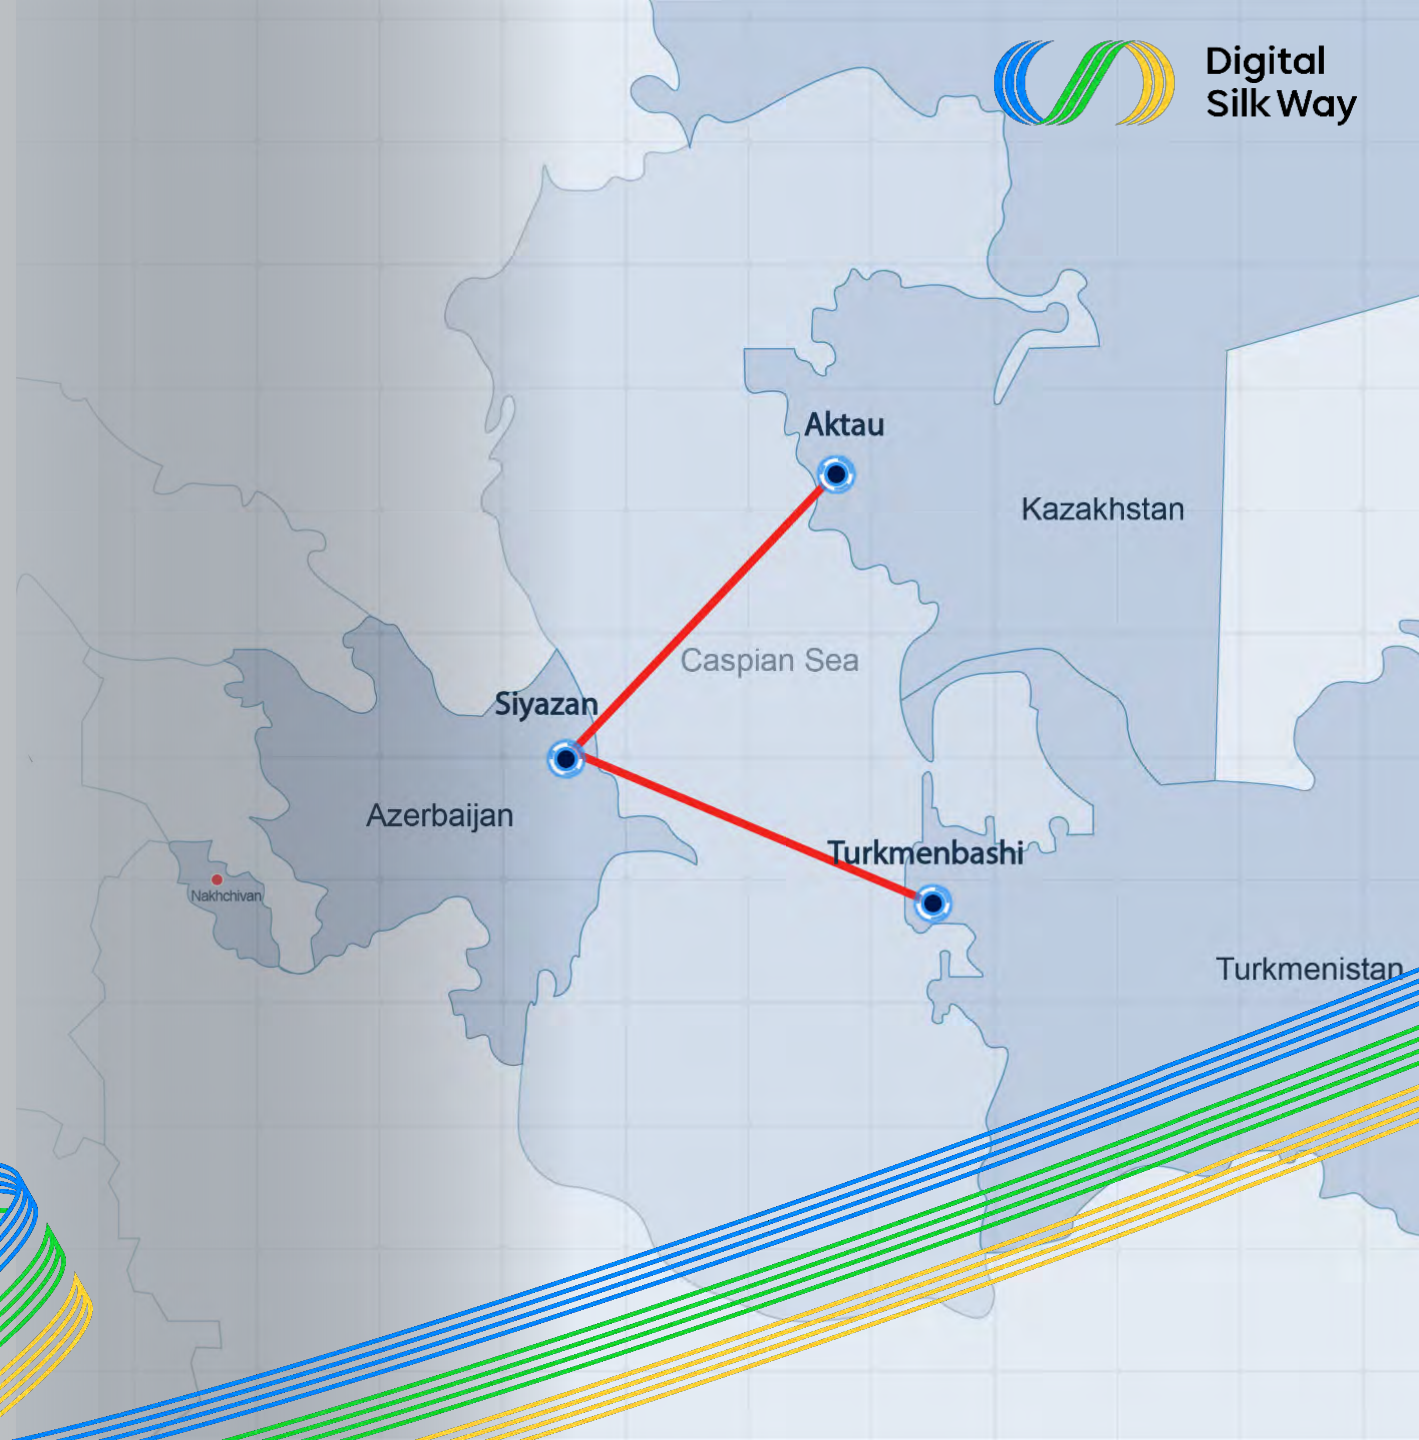 Digital
Silk Way
Aktau
Kazakhstan
Caspian Sea
Siyazan
Azerbaijan
Turkmenbashi
Nakhchivan
Turkmenistan